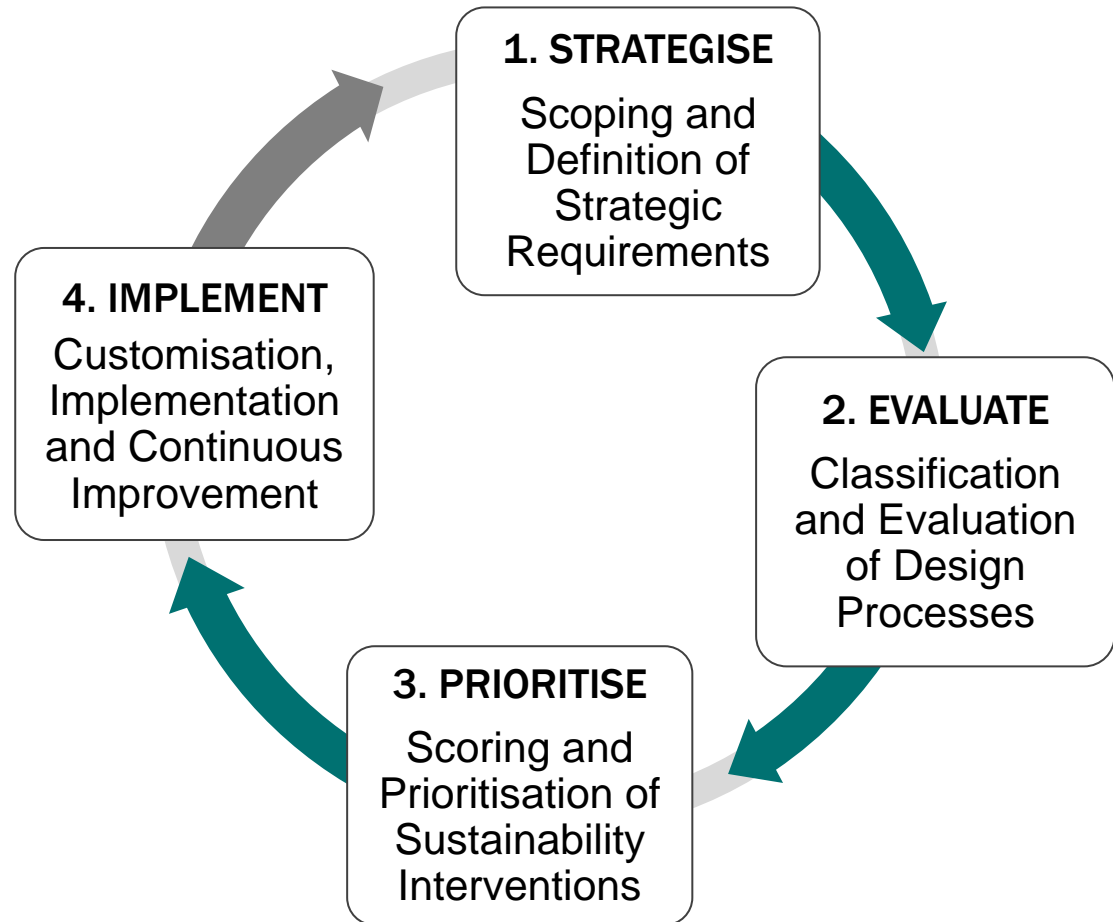 1. STRATEGISE
Scoping and
Definition of
Strategic
Requirements
2. EVALUATE
Classification
and Evaluation
of Design
Processes
3. PRIORITISE
Scoring and
Prioritisation of
Sustainability
Interventions
4. IMPLEMENT
Customisation,
Implementation
and Continuous
Improvement